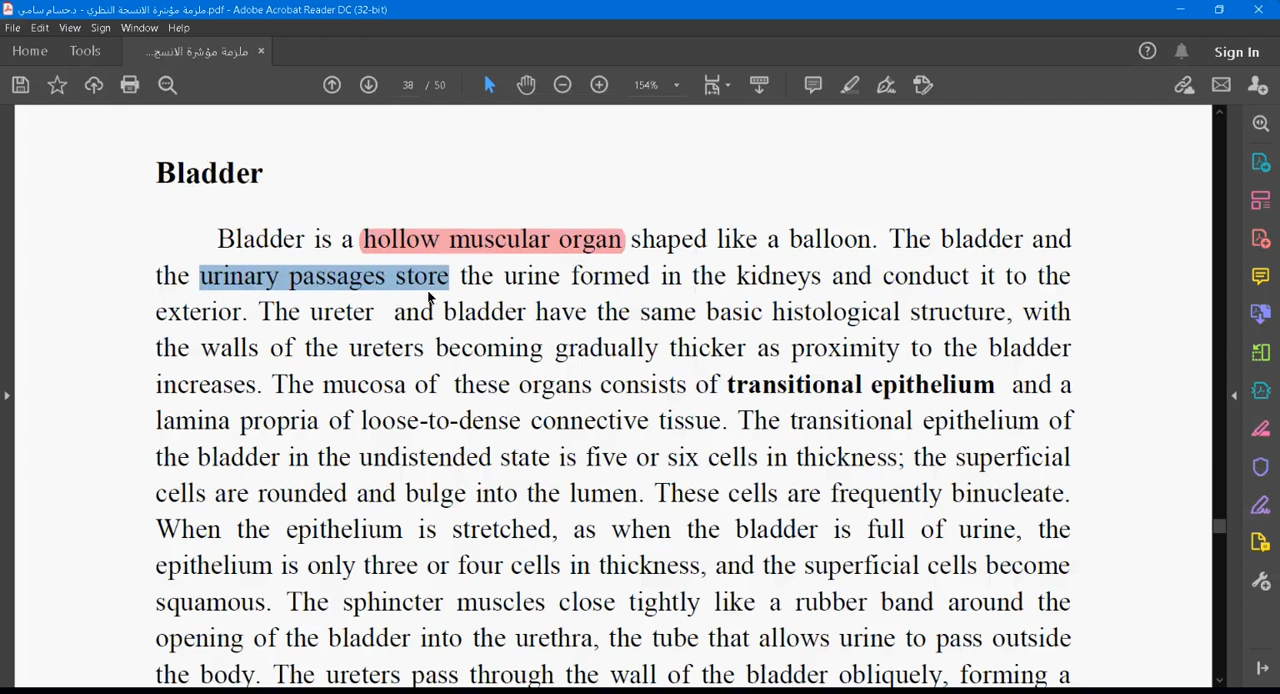 ملزمة مؤشرة الانسجة النظري - د.حسام سامي.pdf - Adobe Acrobat Reader DC (32-bit)
File Edit View Sign Window Help
Home Tools ملزمة مؤشرة الانسج... × Sign In
38 / 50 154%
Bladder
Bladder is a hollow muscular organ shaped like a balloon. The bladder and
the urinary passages store the urine formed in the kidneys and conduct it to the
exterior. The ureter and bladder have the same basic histological structure, with
the walls of the ureters becoming gradually thicker as proximity to the bladder
increases. The mucosa of these organs consists of transitional epithelium and a
lamina propria of loose-to-dense connective tissue. The transitional epithelium of
the bladder in the undistended state is five or six cells in thickness; the superficial
cells are rounded and bulge into the lumen. These cells are frequently binucleate.
When the epithelium is stretched, as when the bladder is full of urine, the
epithelium is only three or four cells in thickness, and the superficial cells become
squamous. The sphincter muscles close tightly like a rubber band around the
opening of the bladder into the urethra, the tube that allows urine to pass outside
the body. The ureters pass through the wall of the bladder obliquely, forming a